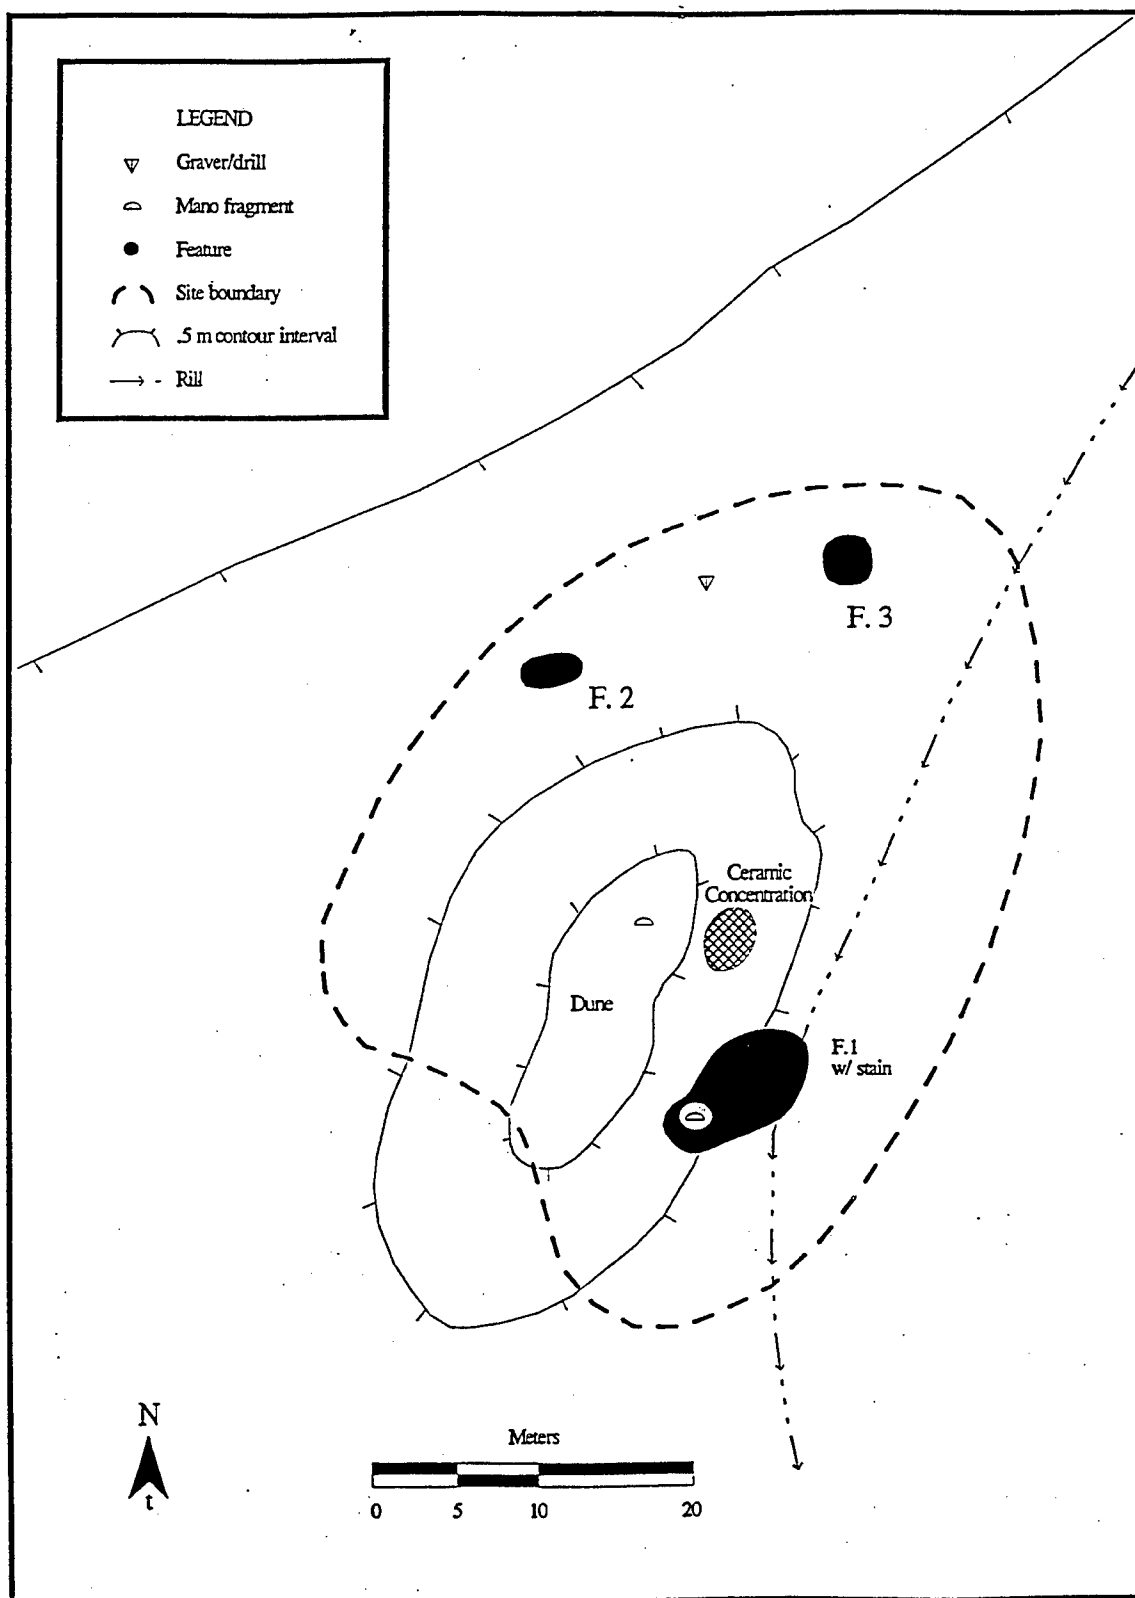 LEGEND
Graver/drill
Mano fragment
Feature
Site boundary
.5 m contour interval
Rill
F. 3
F. 2
Ceramic
Concentration
Dune
F.1
w/ stain
N
t
Meters
0 5 10 20